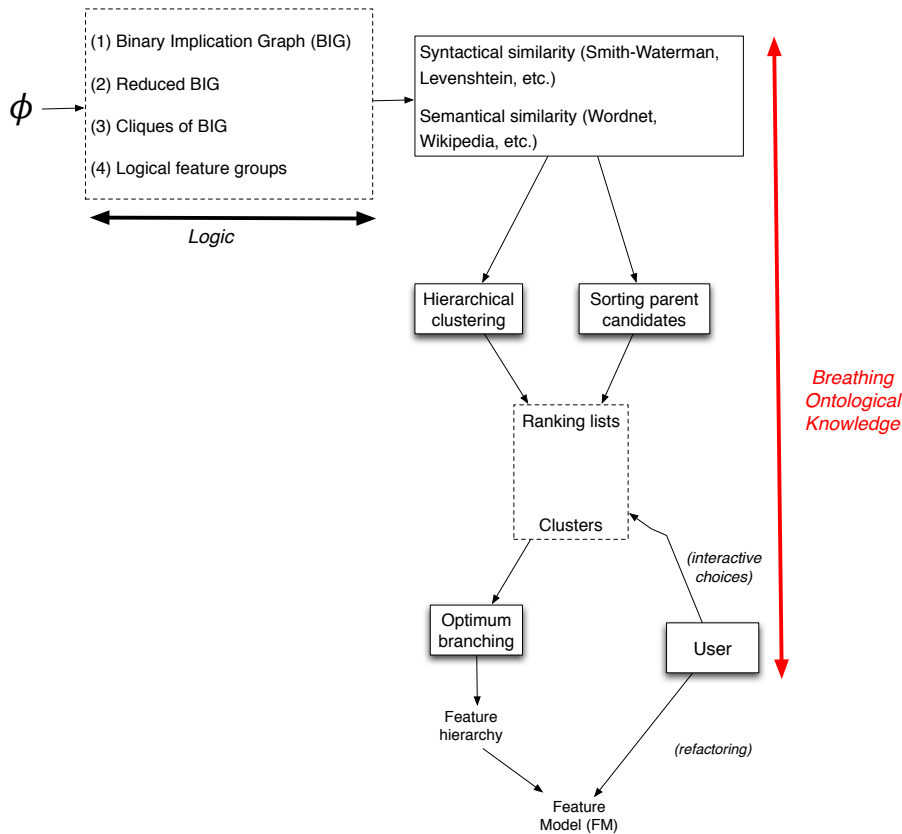 (1) Binary Implication Graph (BIG)
(2) Reduced BIG
(3) Cliques of BIG
(4) Logical feature groups
ϕ
Logic
Syntactical similarity (Smith-Waterman,
Levenshtein, etc.)
Semantical similarity (Wordnet,
Wikipedia, etc.)
Hierarchical
clustering
Sorting parent
candidates
Breathing
Ontological
Knowledge
Ranking lists
Clusters
(interactive
choices)
Optimum
branching
User
Feature
hierarchy
(refactoring)
Feature
Model (FM)